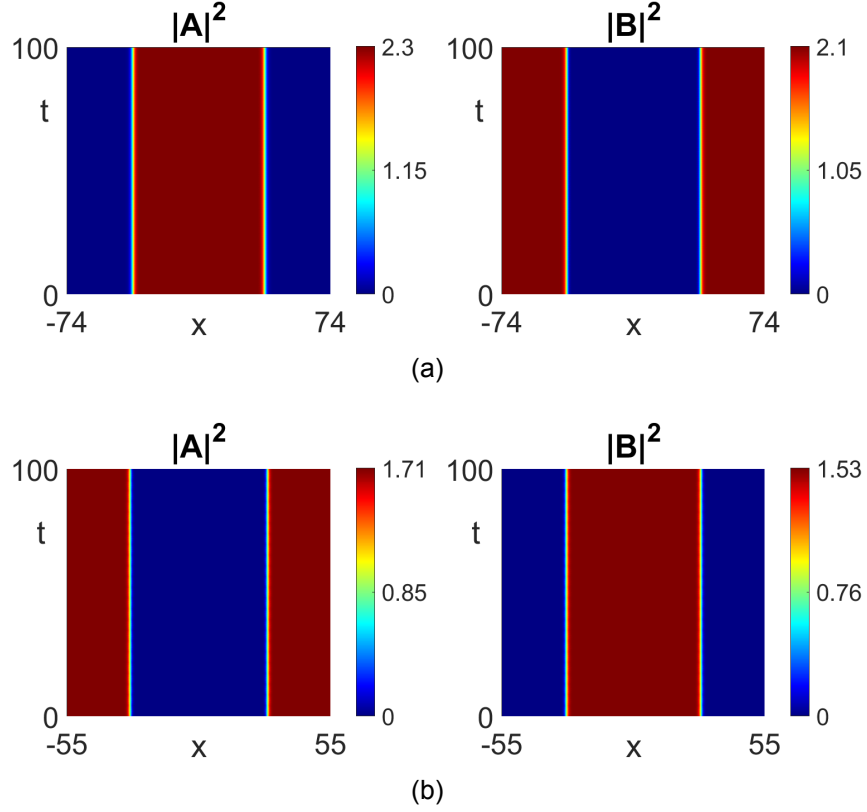 |A|² |B|²
100 2.3 100 2.1
t t
1.15 1.05
0 0 0 0
-74 x 74 -74 x 74
(a)
|A|² |B|²
100 1.71 100 1.53
t t
0.85 0.76
0 0 0 0
-55 x 55 -55 x 55
(b)